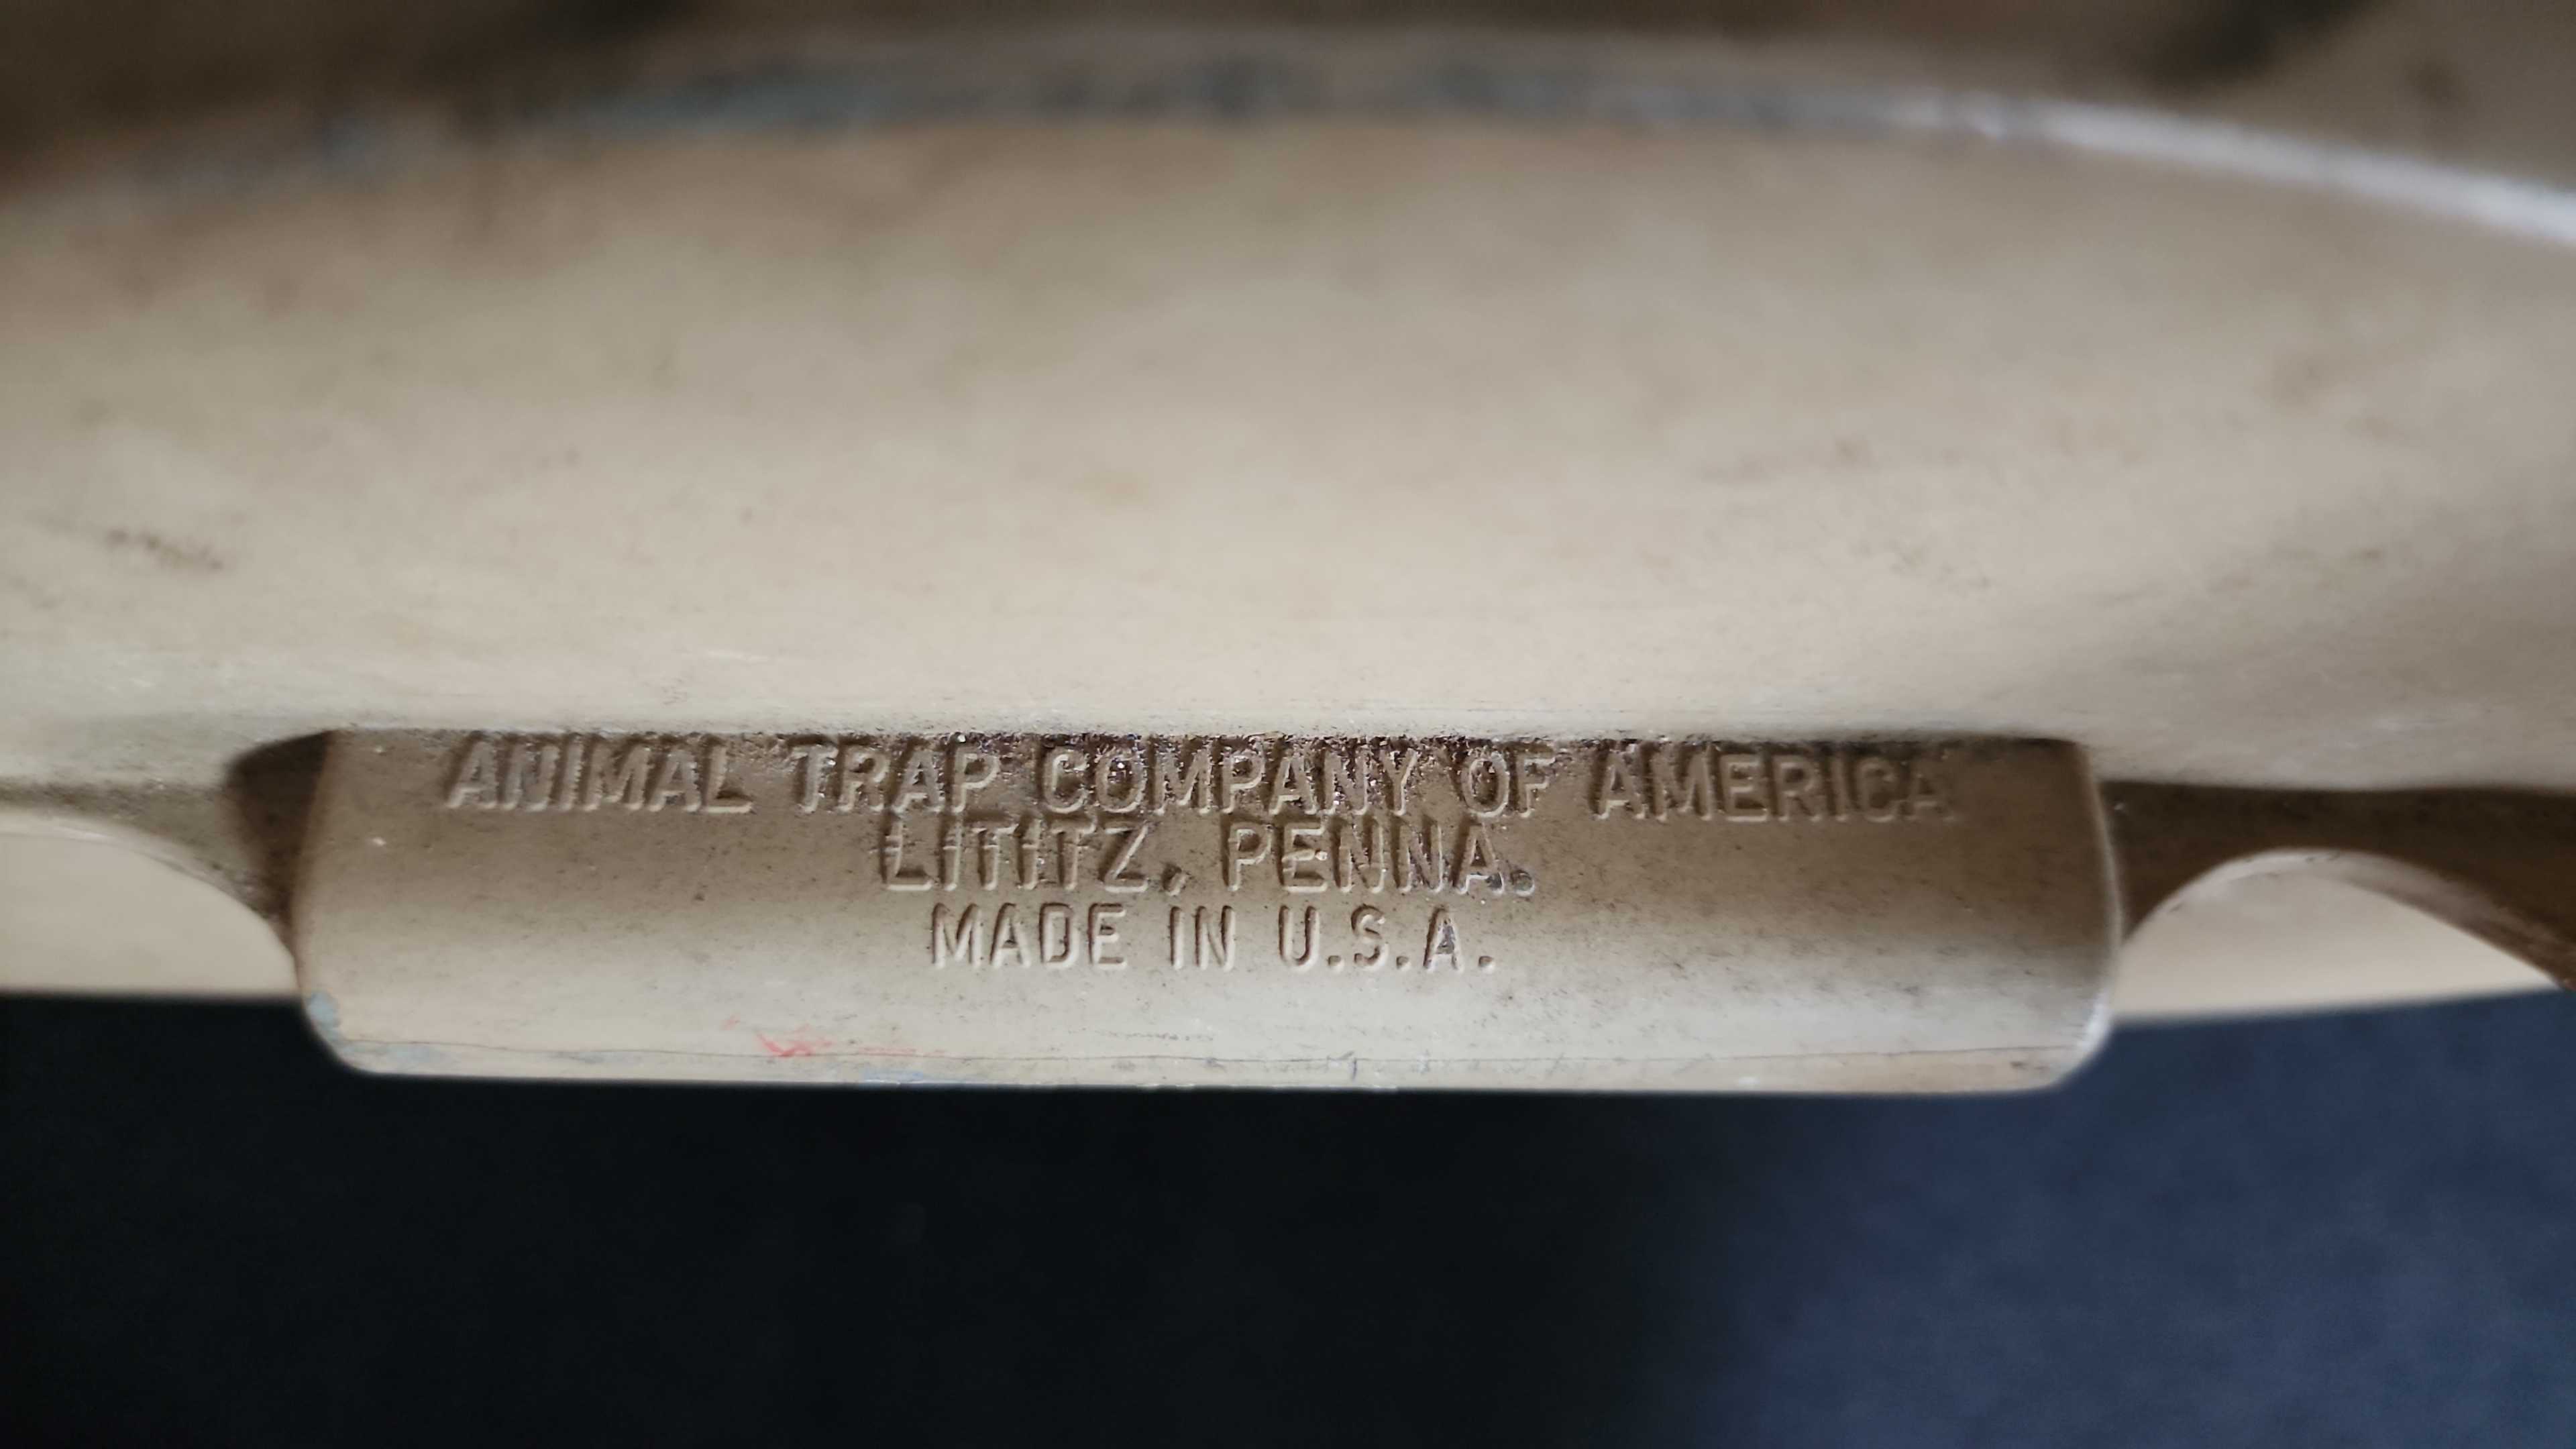 ANIMAL TRAP COMPANY OF AMERICA
LITITZ, PENNA.
MADE IN U.S.A.